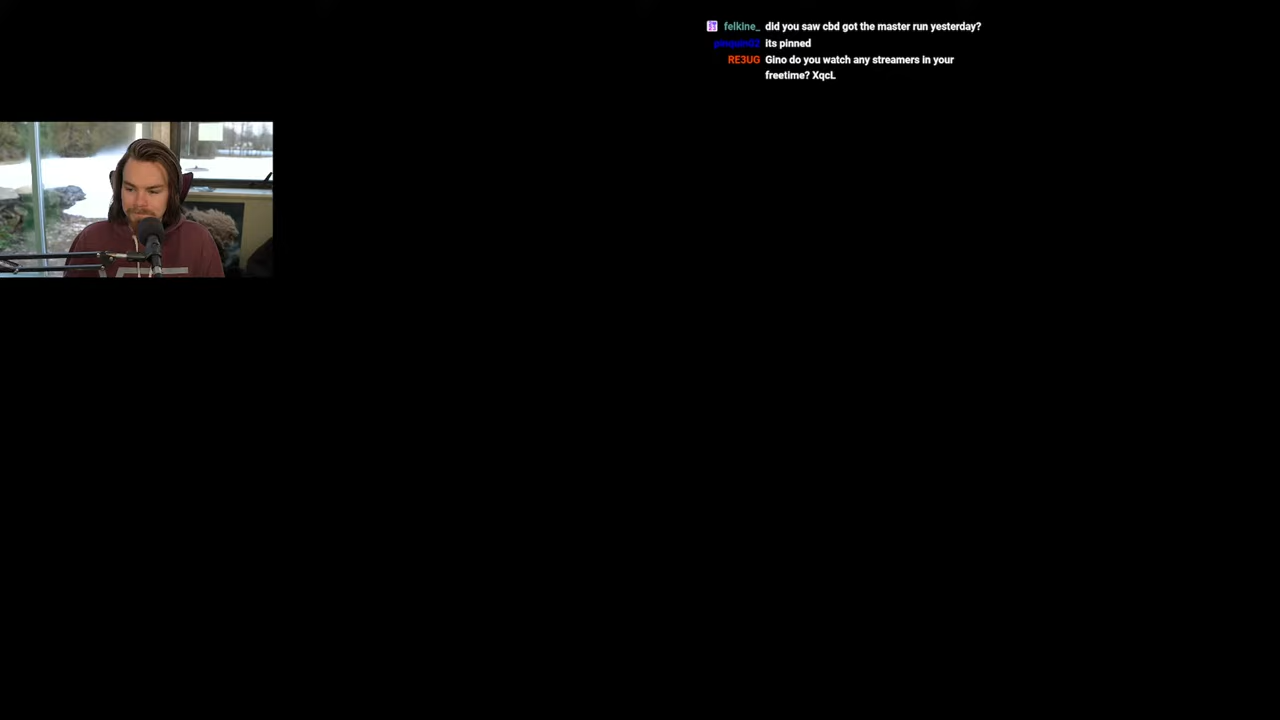 felkine_ did you saw cbd got the master run yesterday?
its pinned
RE3UG Gino do you watch any streamers in your
freetime? XqcL